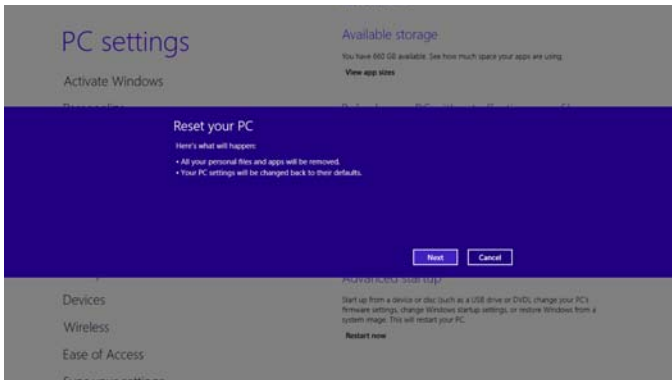 PC settings
Activate Windows
Available storage
You have 660 GB available. See how much space your apps are using.
View app sizes
Reset your PC
Here's what will happen:
• All your personal files and apps will be removed.
• Your PC settings will be changed back to their defaults.
Next
Cancel
Devices
Wireless
Ease of Access
Advanced startup
Start up from a device or disc (such as a USB drive or DVD), change your PC's
firmware settings, change Windows startup settings, or restore Windows from a
system image. This will restart your PC.
Restart now